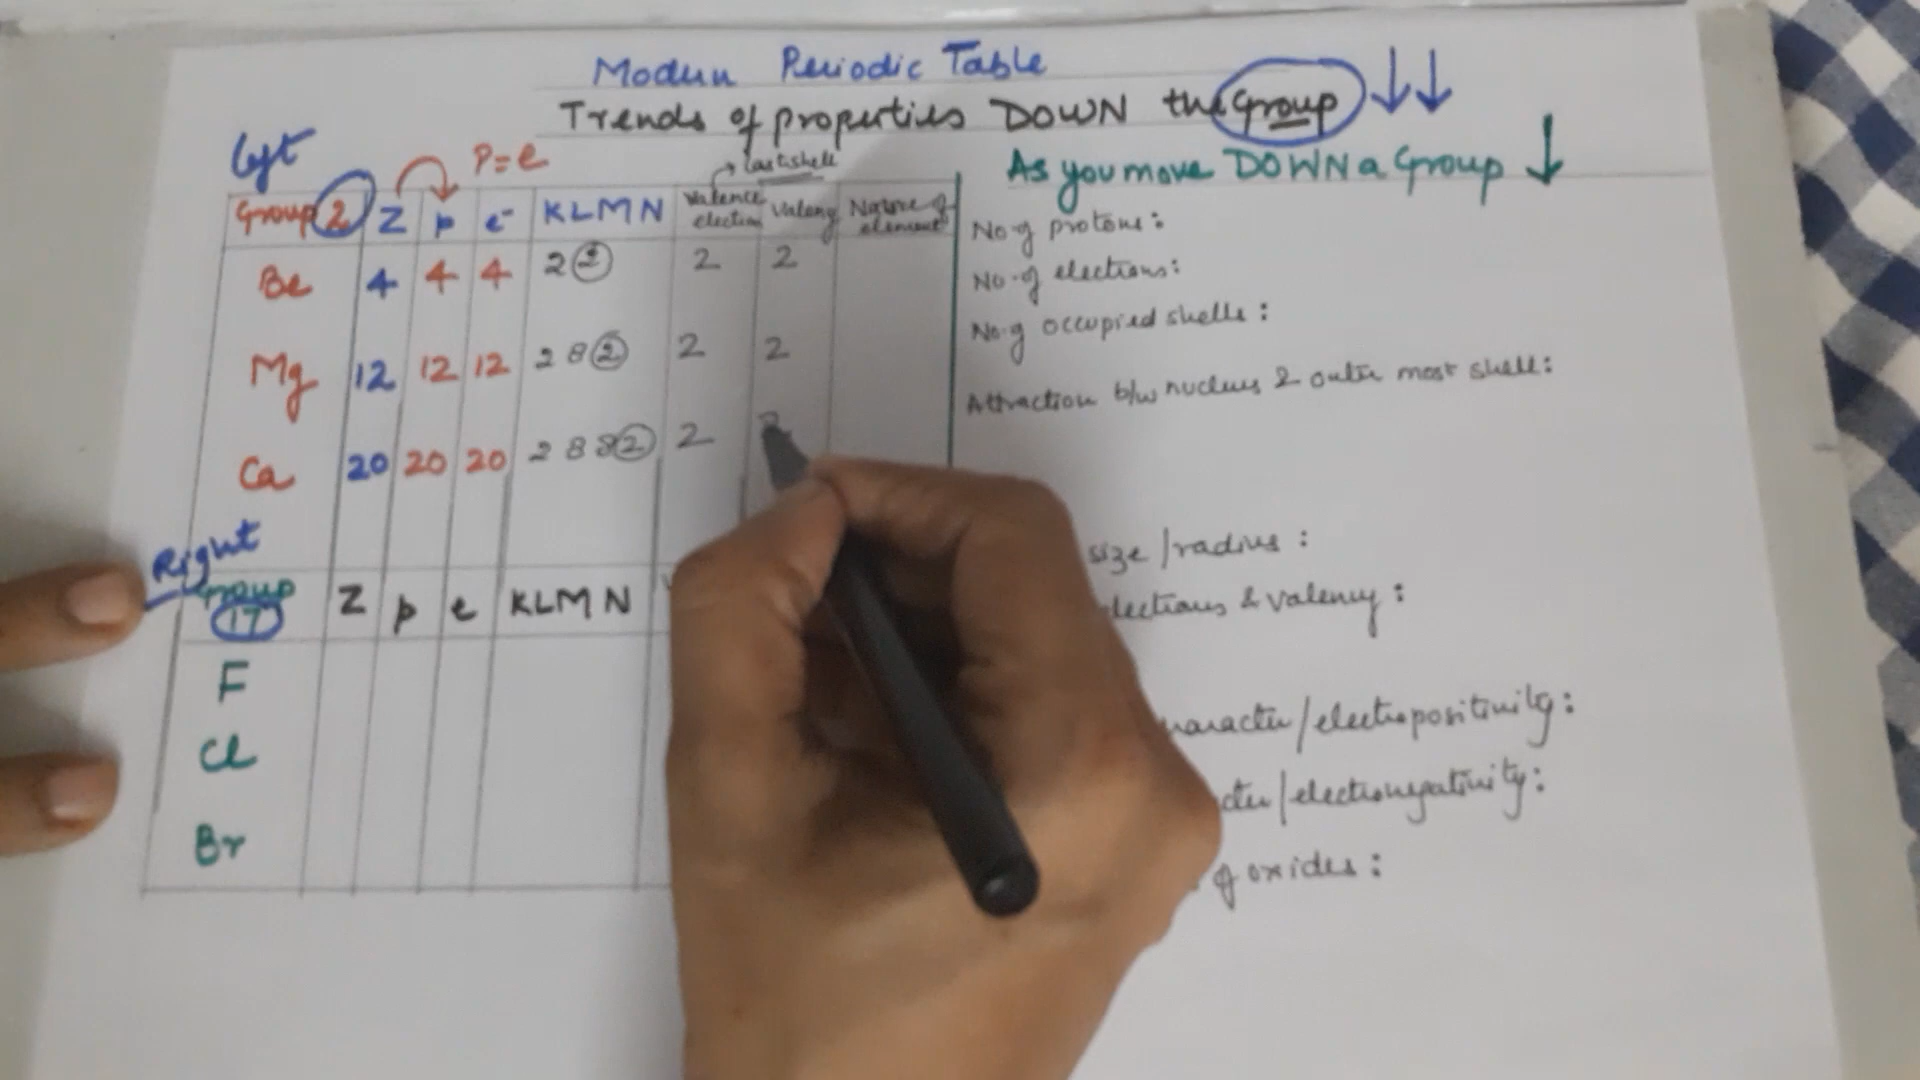 Modern Periodic Table
Trends of properties DOWN the Group
left
P=e
last shell
As you move DOWN a Group
Group 2 Z p e- KLMN Valence electron Valency Nature of element
Be 4 4 4 2 2 2 2
Mg 12 12 12 2 8 2 2 2
Ca 20 20 20 2 8 8 2 2
No of protons:
No. of electrons:
No. of occupied shells:
Attraction b/w nucleus & outer most shell:
size/radius:
lectrons & valency:
haracter/electropositivity:
cter/electronegativity:
of oxides:
Right
Group 17 Z p e KLMN
F
Cl
Br